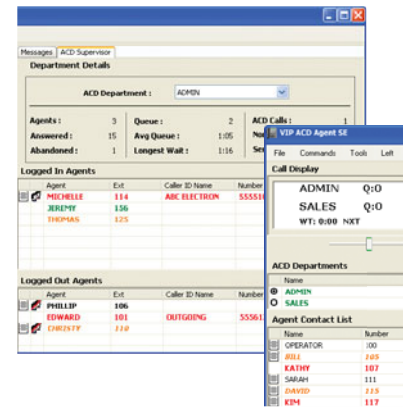 Messages ACD Supervisor
Department Details
ACD Department : ADMIN
Agents : 3 Queue : 2 ACD Calls : 1
Answered : 15 Avg Queue : 1:05
Abandoned : 1 Longest Wait : 1:16
Logged In Agents
Agent Ext Caller ID Name Number
MICHELLE 114 ABC ELECTRON
JEREMY 156
THOMAS 125
Logged Out Agents
Agent Ext Caller ID Name Number
PHILLIP 106
EDWARD 101 OUTGOING
CHRISTY 110
VIP ACD Agent SE
File Commands Tools Left
Call Display
ADMIN Q:0
SALES Q:0
WT: 0:00 NXT
ACD Departments
Name
ADMIN
SALES
Agent Contact List
Name Number
OPERATOR 100
BILL 105
KATHY 107
SARAH 111
DAVID 115
KIM 117